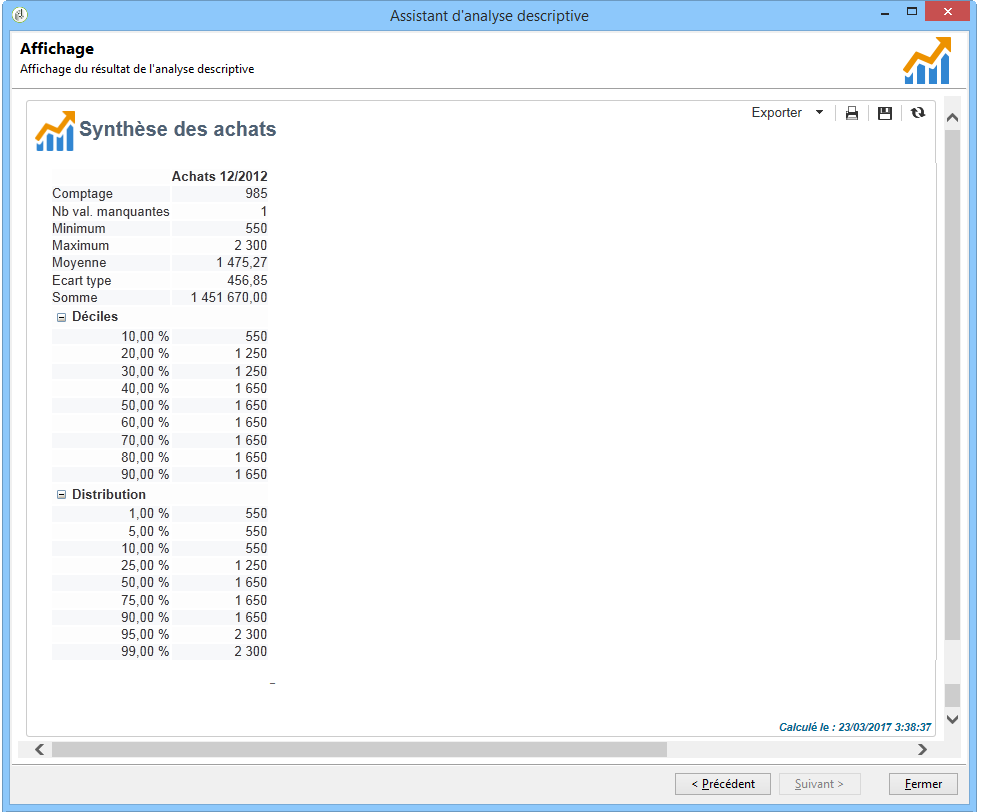 Assistant d'analyse descriptive
Affichage
Affichage du résultat de l'analyse descriptive
Exporter
Synthèse des achats
Achats 12/2012
Comptage 985
Nb val. manquantes 1
Minimum 550
Maximum 2 300
Moyenne 1 475,27
Ecart type 456,85
Somme 1 451 670,00
Déciles
10,00 % 550
20,00 % 1 250
30,00 % 1 250
40,00 % 1 650
50,00 % 1 650
60,00 % 1 650
70,00 % 1 650
80,00 % 1 650
90,00 % 1 650
Distribution
1,00 % 550
5,00 % 550
10,00 % 550
25,00 % 1 250
50,00 % 1 650
75,00 % 1 650
90,00 % 1 650
95,00 % 2 300
99,00 % 2 300
Calculé le : 23/03/2017 3:38:37
< Précédent Suivant > Fermer